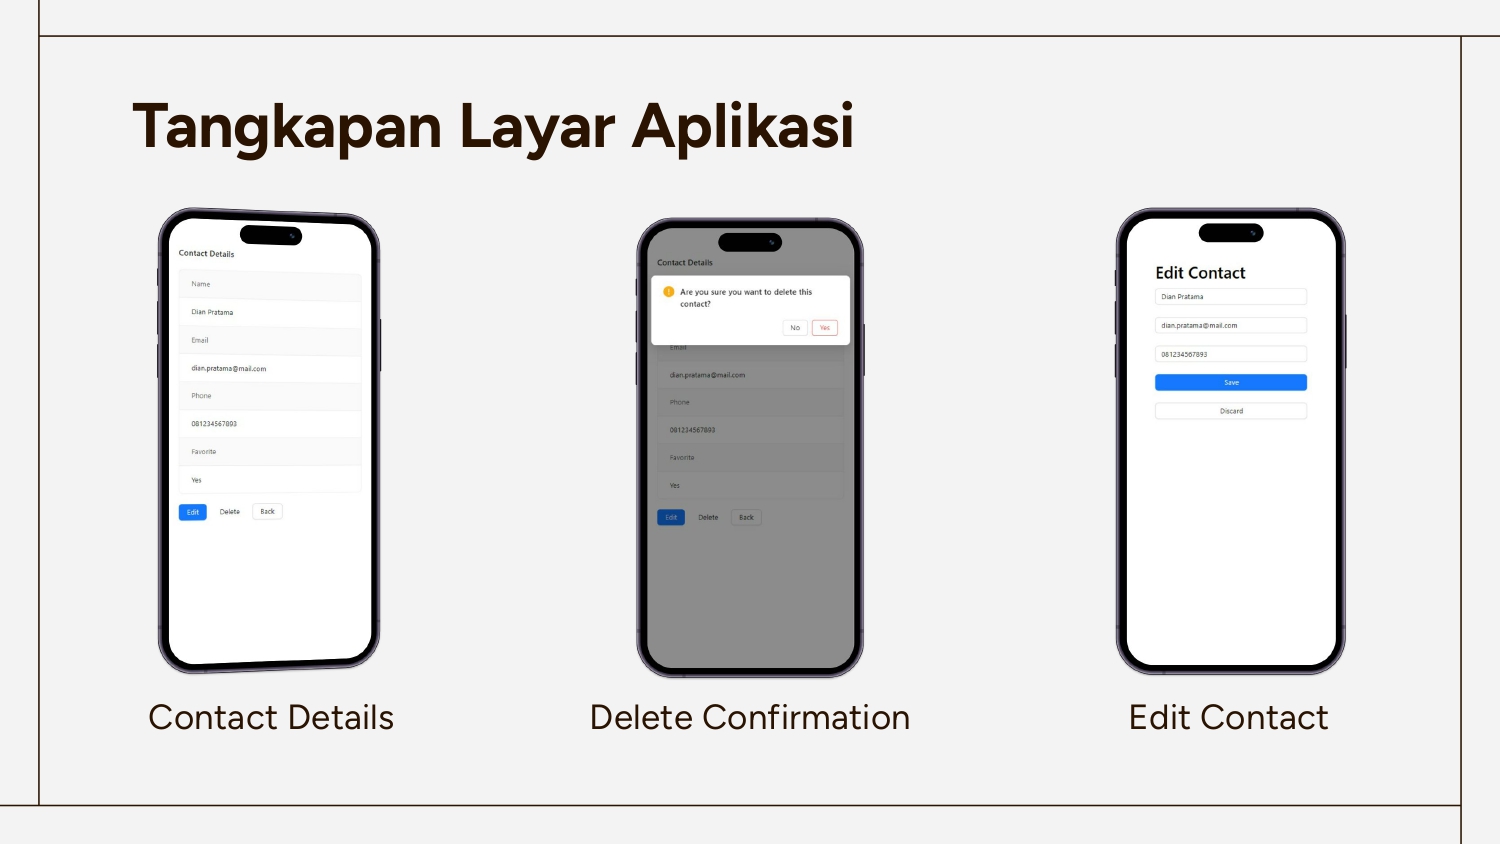 Tangkapan Layar Aplikasi
Contact Details
Name
Dian Pratama
Email
dian.pratama@mail.com
Phone
081234567893
Favorite
Yes
Edit Delete Back
Contact Details
Contact Details
Are you sure you want to delete this
contact?
No Yes
Email
dian.pratama@mail.com
Phone
081234567893
Favorite
Yes
Edit Delete Back
Delete Confirmation
Edit Contact
Dian Pratama
dian.pratama@mail.com
081234567893
Save
Discard
Edit Contact